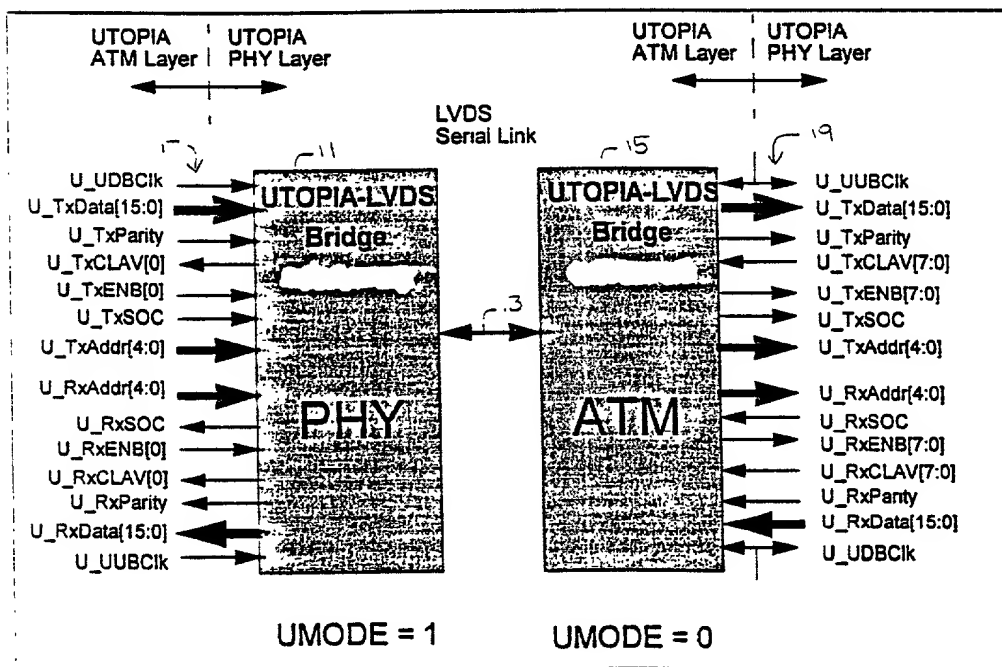 UTOPIA ATM Layer
UTOPIA PHY Layer
UTOPIA ATM Layer
UTOPIA PHY Layer
LVDS
Serial Link
11
15
19
U_UDBClk
U_TxData[15:0]
U_TxParity
U_TxCLAV[0]
U_TxENB[0]
U_TxSOC
U_TxAddr[4:0]
U_RxAddr[4:0]
U_RxSOC
U_RxENB[0]
U_RxCLAV[0]
U_RxParity
U_RxData[15:0]
U_UUBClk
UTOPIA-LVDS
Bridge
PHY
13
UTOPIA-LVDS
Bridge
ATM
U_UUBClk
U_TxData[15:0]
U_TxParity
U_TxCLAV[7:0]
U_TxENB[7:0]
U_TxSOC
U_TxAddr[4:0]
U_RxAddr[4:0]
U_RxSOC
U_RxENB[7:0]
U_RxCLAV[7:0]
U_RxParity
U_RxData[15:0]
U_UDBClk
UMODE = 1
UMODE = 0